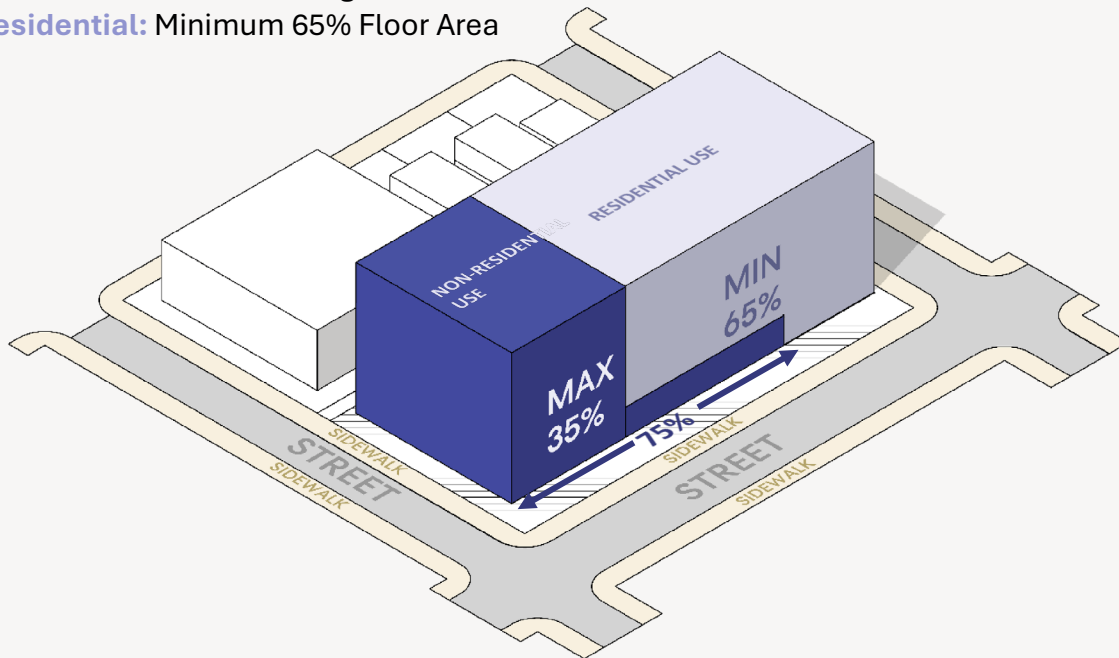 esidential: Minimum 65% Floor Area
RESIDENTIAL USE
NON-RESIDENTIAL
USE
MIN
65%
MAX
35%
75%
SIDEWALK
STREET
SIDEWALK
SIDEWALK
STREET
SIDEWALK